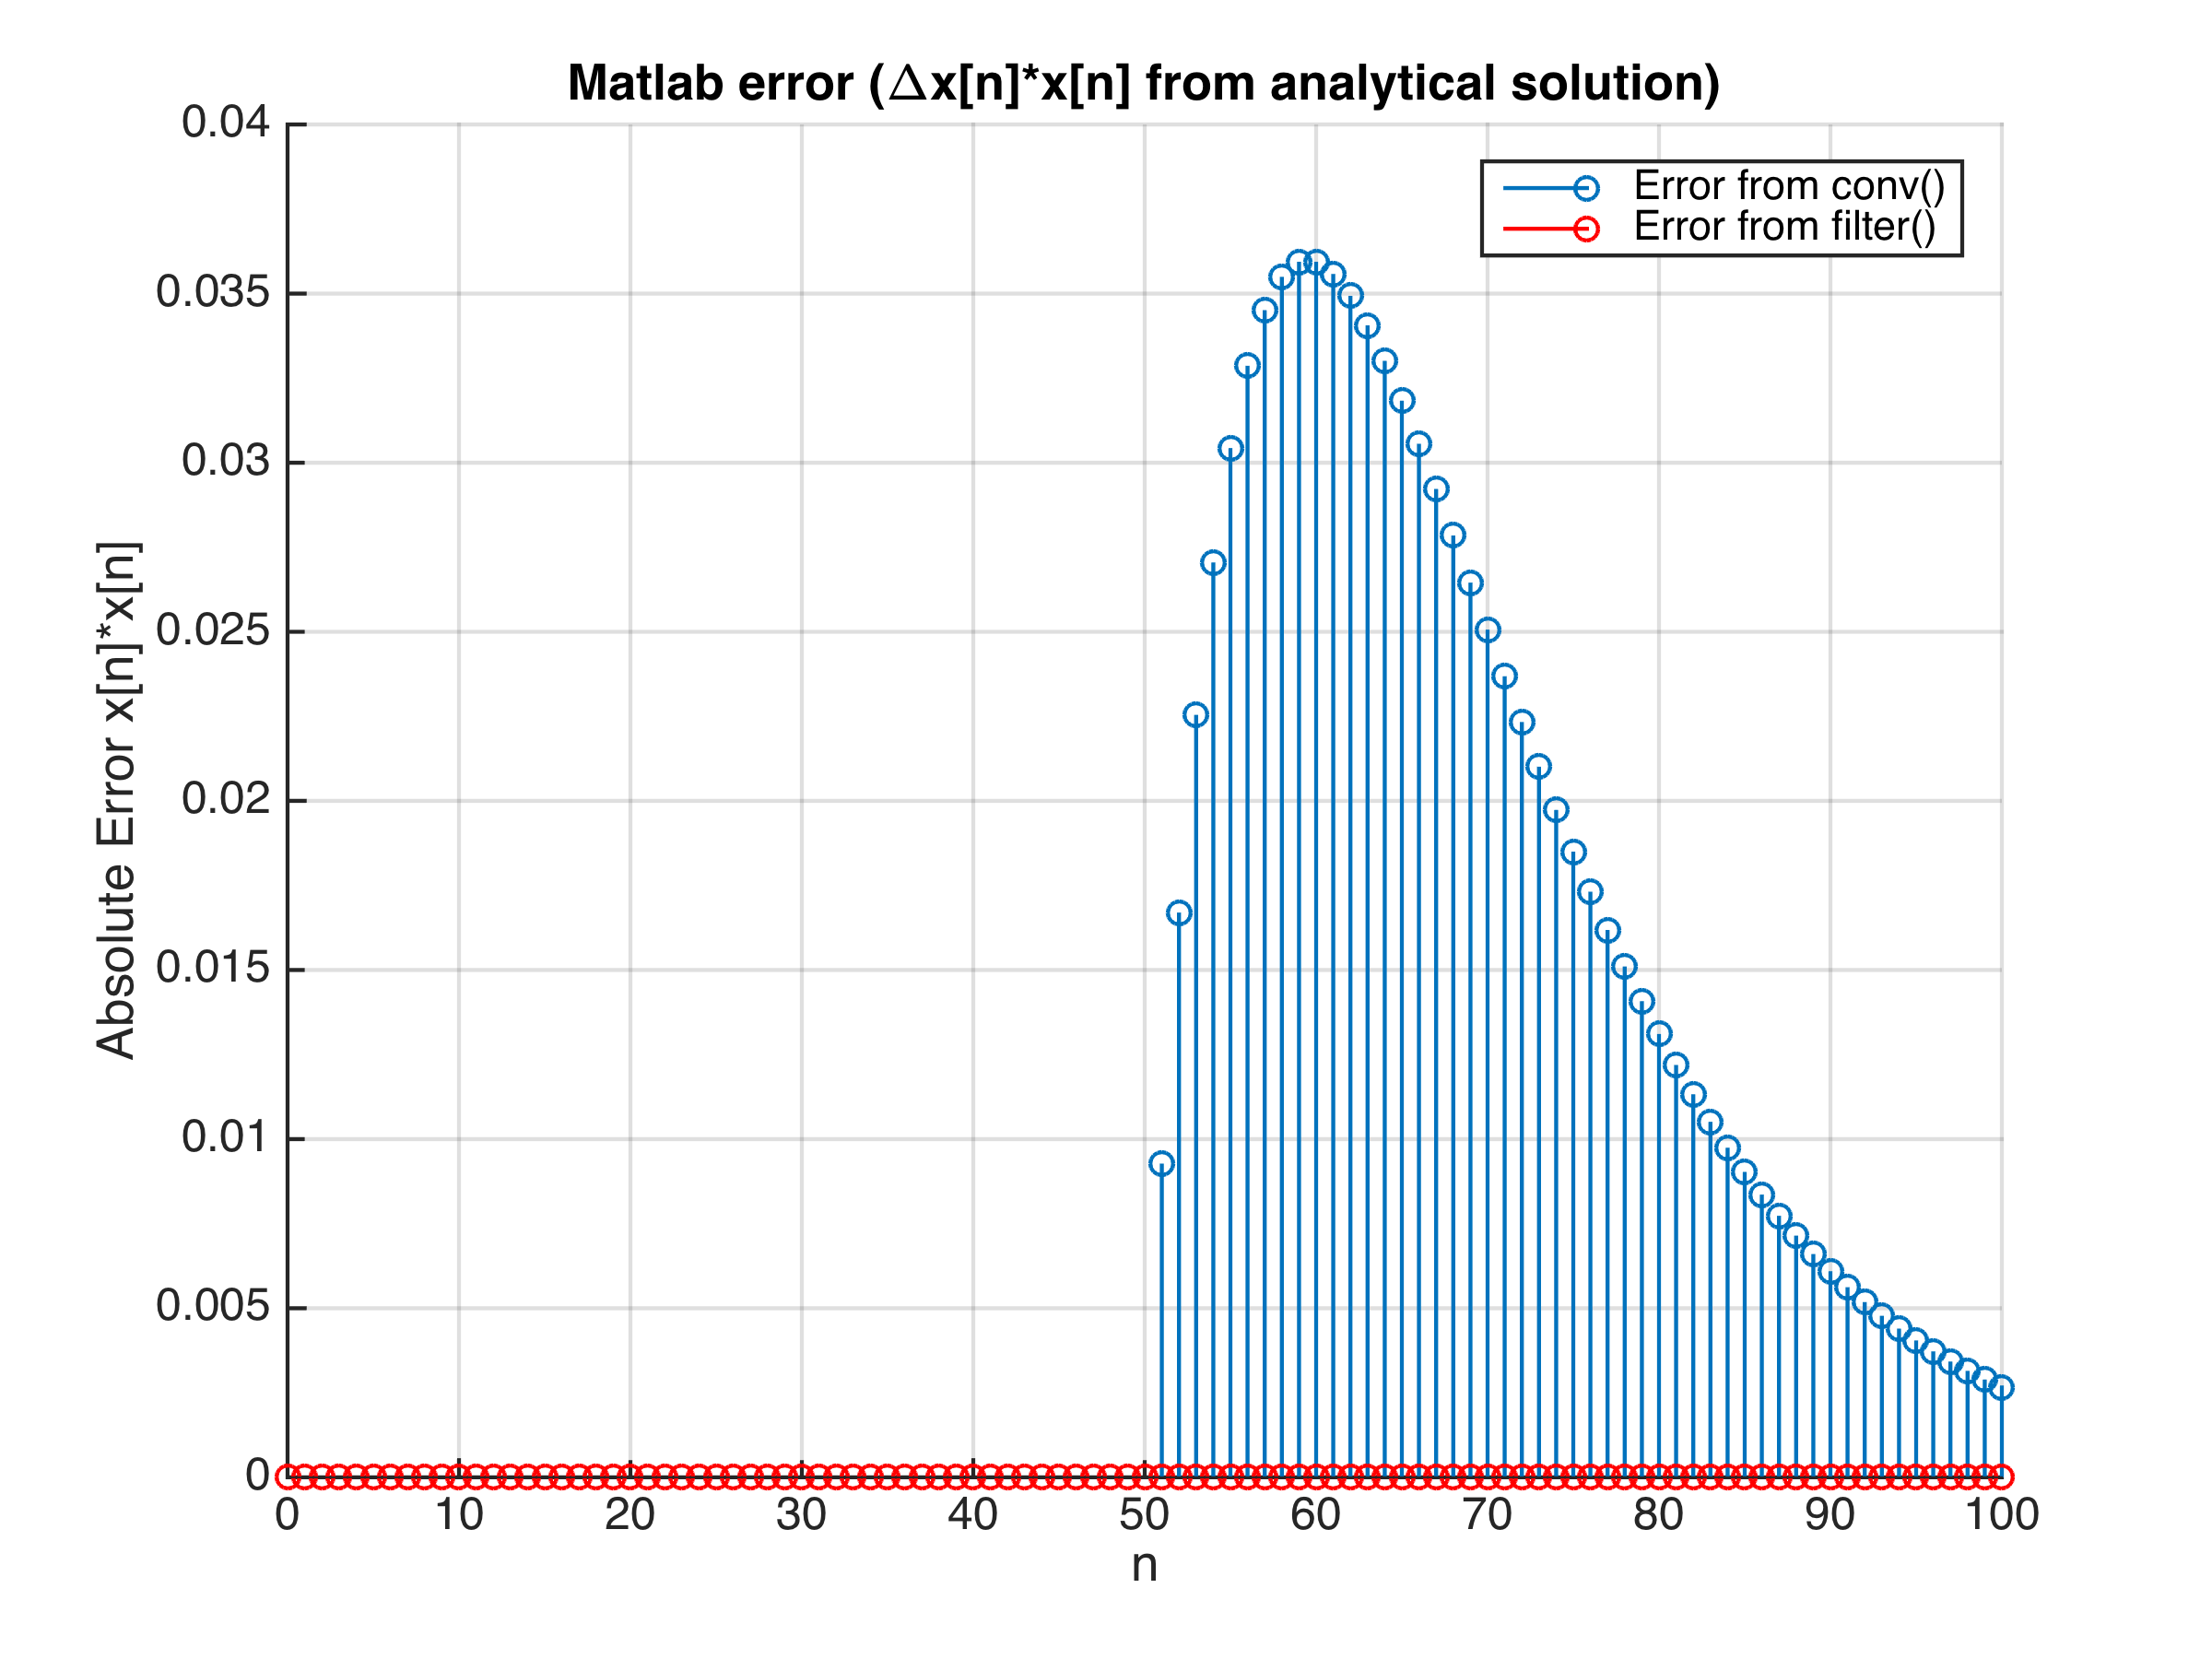 Matlab error (Δx[n]*x[n] from analytical solution)
Error from conv()
Error from filter()
Absolute Error x[n]*x[n]
0.04
0.035
0.03
0.025
0.02
0.015
0.01
0.005
0
0 10 20 30 40 50 60 70 80 90 100
n